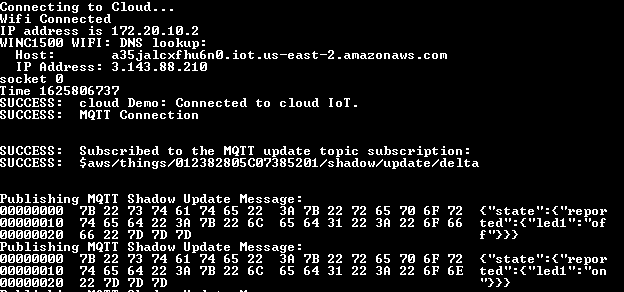 Connecting to Cloud...
Wifi Connected
IP address is 172.20.10.2
WINC1500 WIFI: DNS lookup:
  Host:       a35jalcxfhu6n0.iot.us-east-2.amazonaws.com
  IP Address: 3.143.88.210
socket 0
Time 1625806737
SUCCESS:  cloud Demo: Connected to cloud IoT.
SUCCESS:  MQTT Connection
SUCCESS:  Subscribed to the MQTT update topic subscription:
SUCCESS:  $aws/things/012382805C07385201/shadow/update/delta
Publishing MQTT Shadow Update Message:
00000000  7B 22 73 74 61 74 65 22  3A 7B 22 72 65 70 6F 72  {"state":{"repor
00000010  74 65 64 22 3A 7B 22 6C  65 64 31 22 3A 22 6F 66  ted":{"led1":"of
00000020  66 22 7D 7D 7D                                    f"}}}
Publishing MQTT Shadow Update Message:
00000000  7B 22 73 74 61 74 65 22  3A 7B 22 72 65 70 6F 72  {"state":{"repor
00000010  74 65 64 22 3A 7B 22 6C  65 64 31 22 3A 22 6F 6E  ted":{"led1":"on
00000020  22 7D 7D 7D                                       "}}}
Publishing MQTT Shadow Update Message: